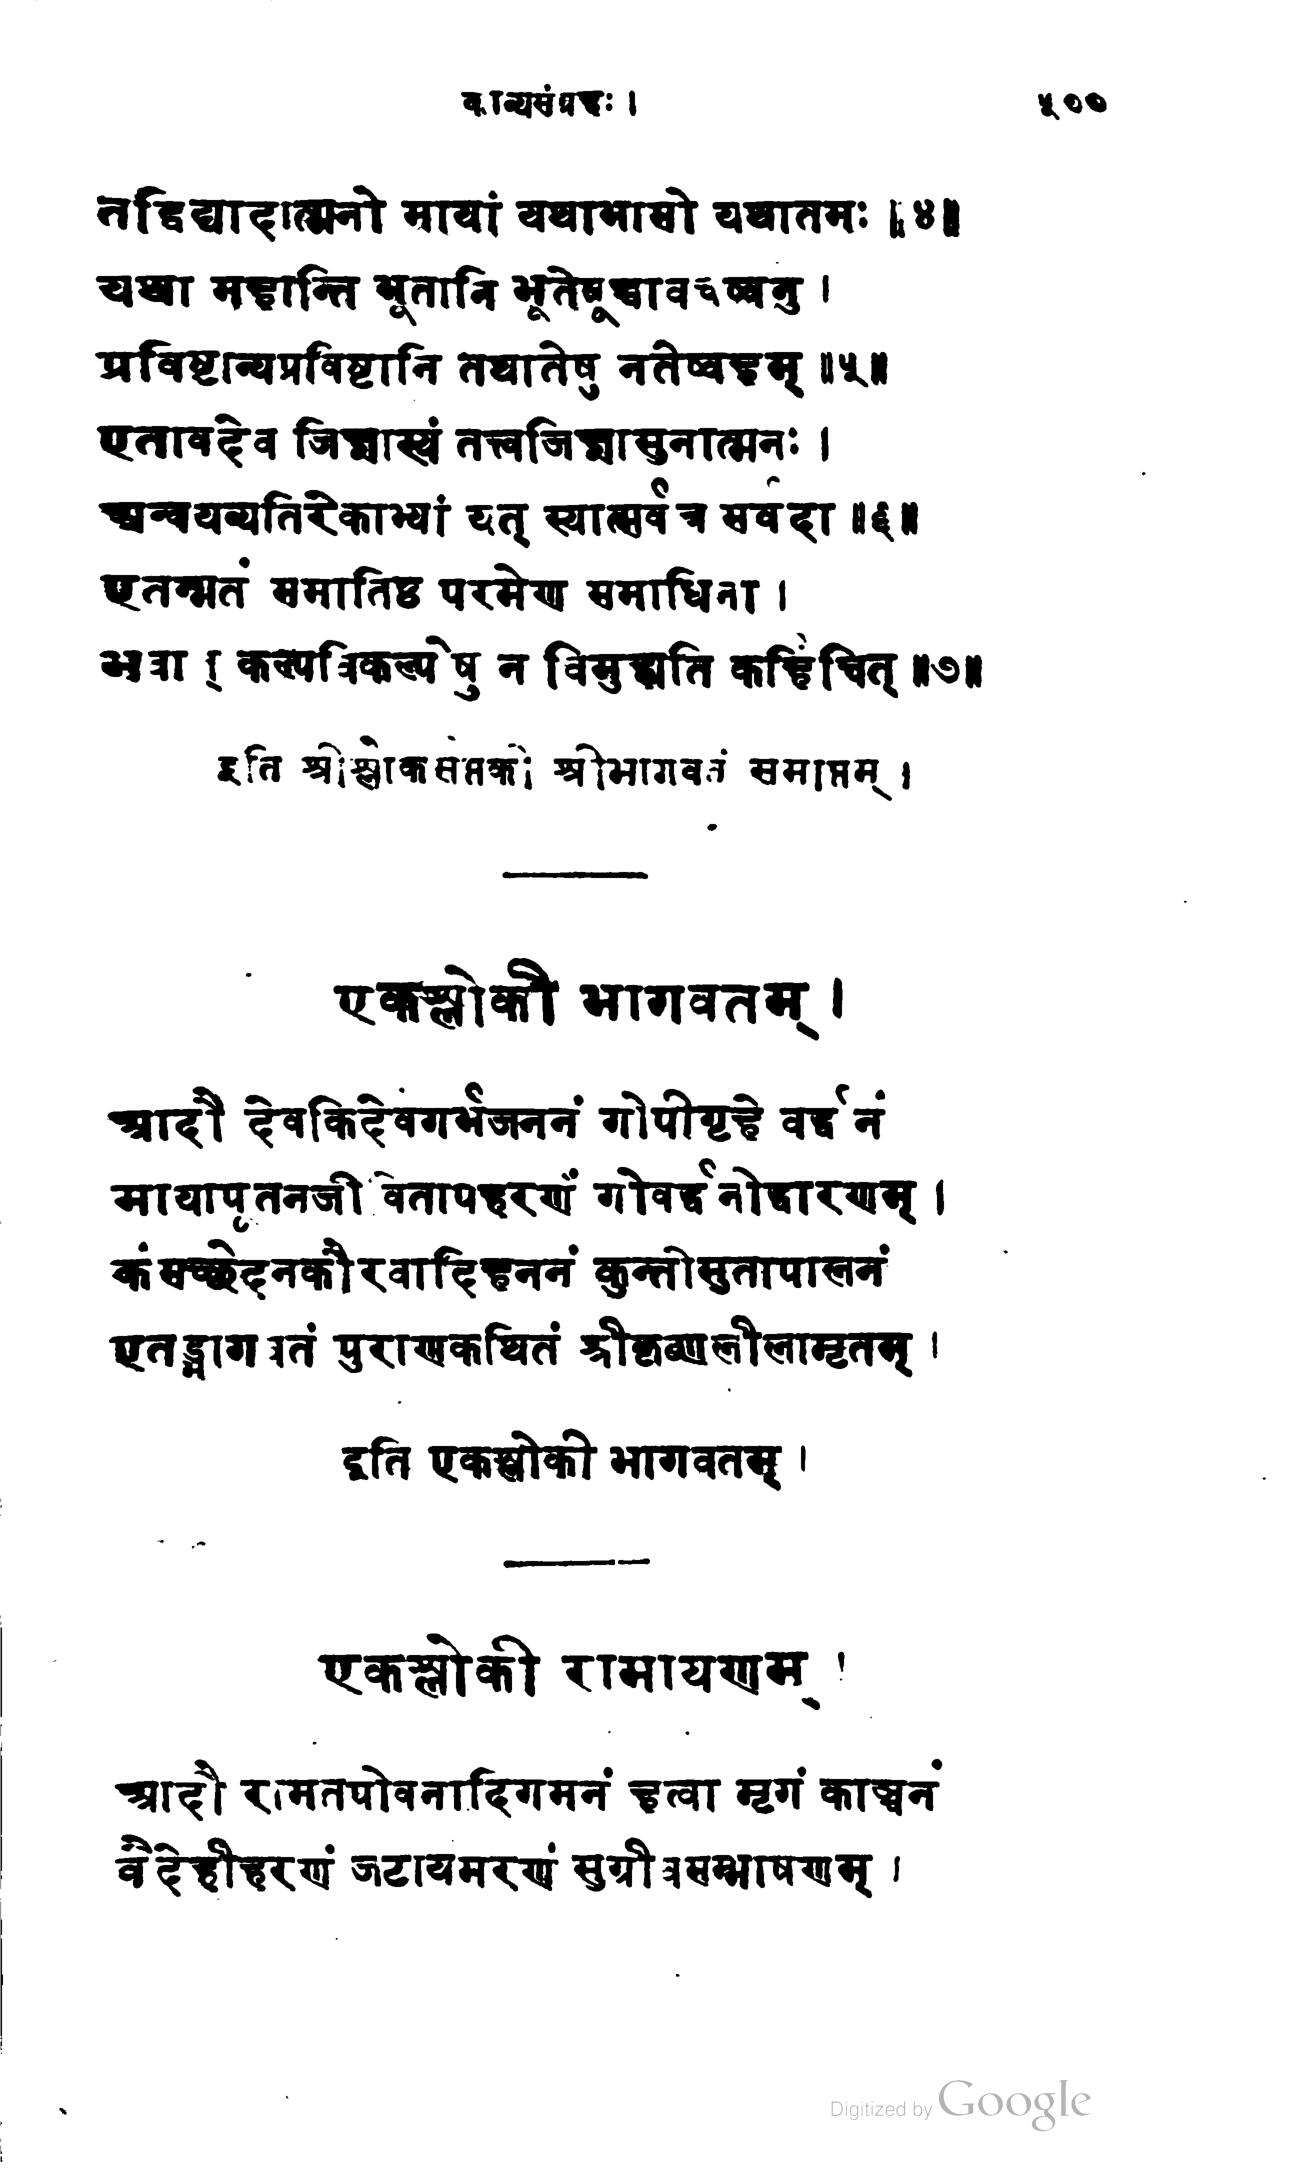 काव्यसंग्रहः । ५००
तद्विद्यादात्मनो मायां यथाभासो यथातमः ॥४॥
यथा महान्ति भूतानि भूतेषूच्चावचेष्वनु ।
प्रविष्टान्यप्रविष्टानि तथातेषु नतेष्वहम् ॥५॥
एतावदेव जिज्ञास्यं तत्त्वजिज्ञासुनात्मनः ।
अन्वयव्यतिरेकाभ्यां यत् स्यात्सर्वत्र सर्वदा ॥६॥
एतन्मतं समातिष्ठ परमेण समाधिना ।
भवान् कल्पविकल्पेषु न विमुह्यति कर्हिचित् ॥७॥
इति श्रीश्लोकसप्तकी श्रीभागवतं समाप्तम् ।
एकश्लोकी भागवतम् ।
आदौ देवकिदेवगर्भजननं गोपीगृहे वर्द्धनं
मायापूतनजीवितापहरणं गोवर्द्धनोद्धारणम् ।
कंसच्छेदनकौरवादिहननं कुन्तीसुतापालनं
एतद्भागवतं पुराणकथितं श्रीकृष्णलीलामृतम् ।
इति एकश्लोकी भागवतम् ।
एकश्लोकी रामायणम् ।
आदौ रामतपोवनादिगमनं हत्वा मृगं काञ्चनं
वैदेहीहरणं जटायमरणं सुग्रीवसम्भाषणम् ।
Digitized by Google